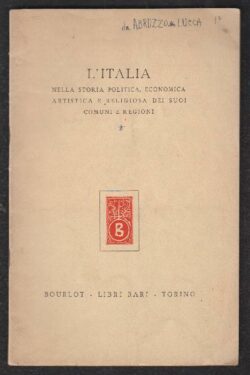 da ABRUZZO a LUCCA 1°
L'ITALIA
NELLA STORIA POLITICA, ECONOMICA
ARTISTICA E RELIGIOSA DEI SUOI
COMUNI E REGIONI
B
BOURLOT - LIBRI RARI - TORINO